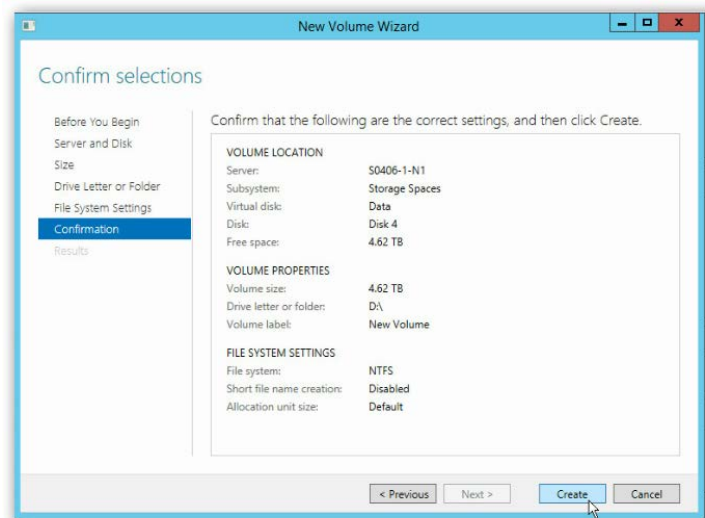 New Volume Wizard
Confirm selections
Before You Begin
Server and Disk
Size
Drive Letter or Folder
File System Settings
Confirmation
Results
Confirm that the following are the correct settings, and then click Create.
VOLUME LOCATION
Server: S0406-1-N1
Subsystem: Storage Spaces
Virtual disk: Data
Disk: Disk 4
Free space: 4.62 TB
VOLUME PROPERTIES
Volume size: 4.62 TB
Drive letter or folder: D:\
Volume label: New Volume
FILE SYSTEM SETTINGS
File system: NTFS
Short file name creation: Disabled
Allocation unit size: Default
< Previous Next > Create Cancel